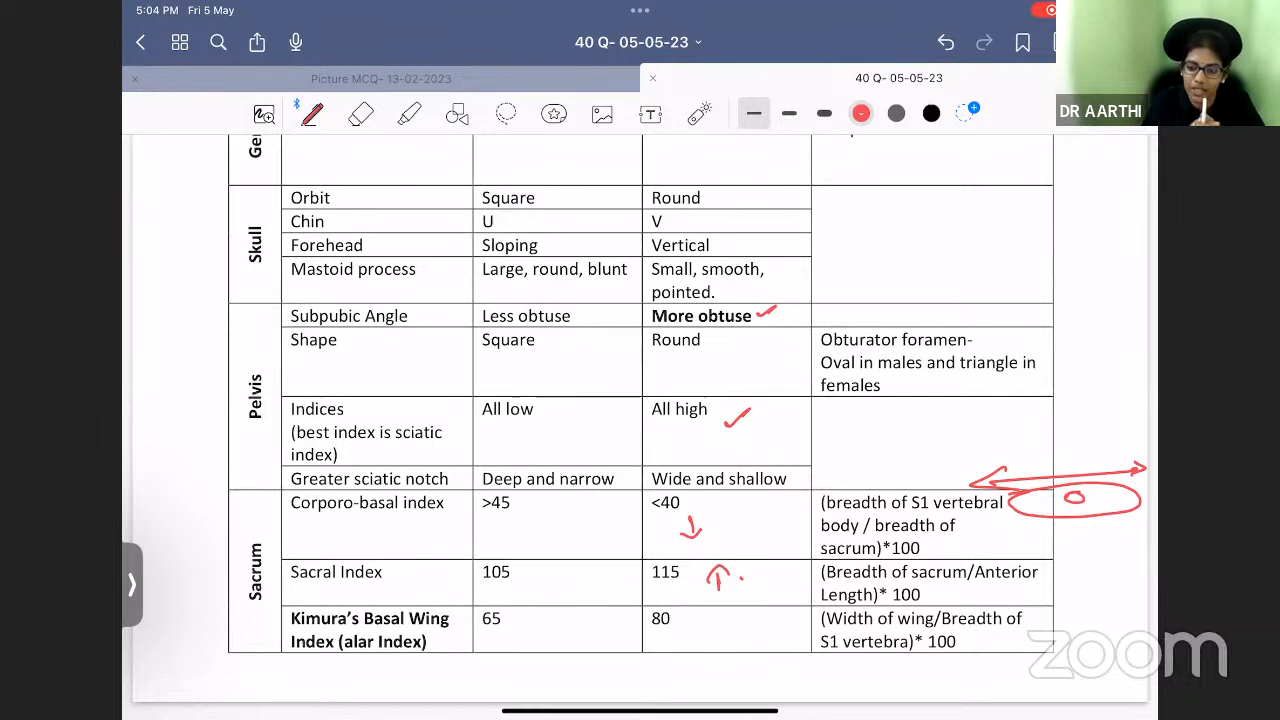 5:04 PM Fri 5 May
40 Q- 05-05-23
Picture MCQ- 13-02-2023
40 Q- 05-05-23
DR AARTHI
Skull
Orbit Square Round
Chin U V
Forehead Sloping Vertical
Mastoid process Large, round, blunt Small, smooth,
pointed.
Pelvis
Subpubic Angle Less obtuse More obtuse
Shape Square Round Obturator foramen-
Oval in males and triangle in
females
Indices All low All high
(best index is sciatic
index)
Greater sciatic notch Deep and narrow Wide and shallow
Sacrum
Corporo-basal index >45 <40 (breadth of S1 vertebral
body / breadth of
sacrum)*100
Sacral Index 105 115 (Breadth of sacrum/Anterior
Length)* 100
Kimura's Basal Wing 65 80 (Width of wing/Breadth of
Index (alar Index) S1 vertebra)* 100
zoom